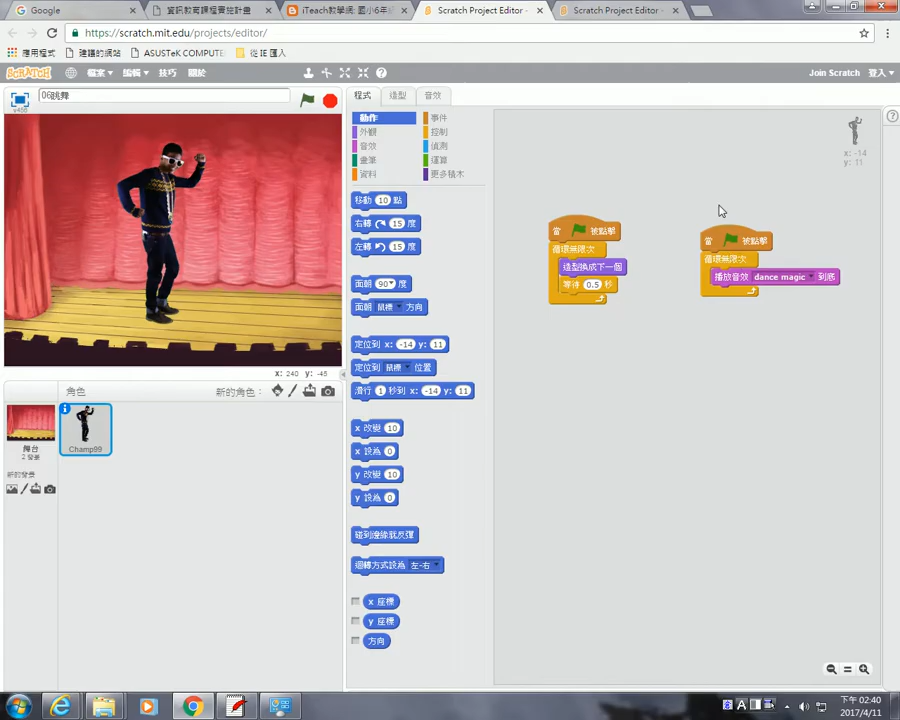 Google
資訊教育課程實施計畫
iTeach教學網: 國小6年級
Scratch Project Editor -
Scratch Project Editor -
https://scratch.mit.edu/projects/editor/
應用程式
建議的網站
ASUSTeK COMPUTE
從 IE 匯入
SCRATCH
檔案▼
編輯▼
技巧
關於
Join Scratch
登入▼
06跳舞
v456
程式
造型
音效
動作
外觀
音效
畫筆
資料
事件
控制
偵測
運算
更多積木
x: -14
y: 11
移動 10 點
右轉 15 度
左轉 15 度
面朝 90▼ 度
面朝 鼠標 方向
定位到 x: -14 y: 11
定位到 鼠標 位置
滑行 1 秒到 x: -14 y: 11
x 改變 10
x 設為 0
y 改變 10
y 設為 0
碰到邊緣就反彈
迴轉方式設為 左-右
x 座標
y 座標
方向
當 被點擊
重複無限次
造型換成下一個
等待 0.5 秒
當 被點擊
重複無限次
播放音效 dance magic 到底
x: 240 y: -45
角色
新的角色:
舞台
2 背景
新的背景
Champ99
A
下午 02:40
2017/4/11